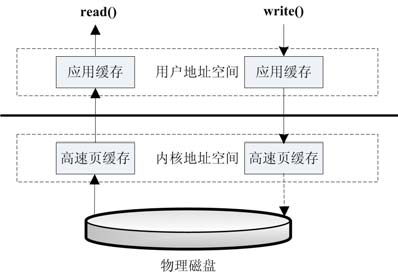 read() write()
应用缓存 用户地址空间 应用缓存
高速页缓存 内核地址空间 高速页缓存
物理磁盘